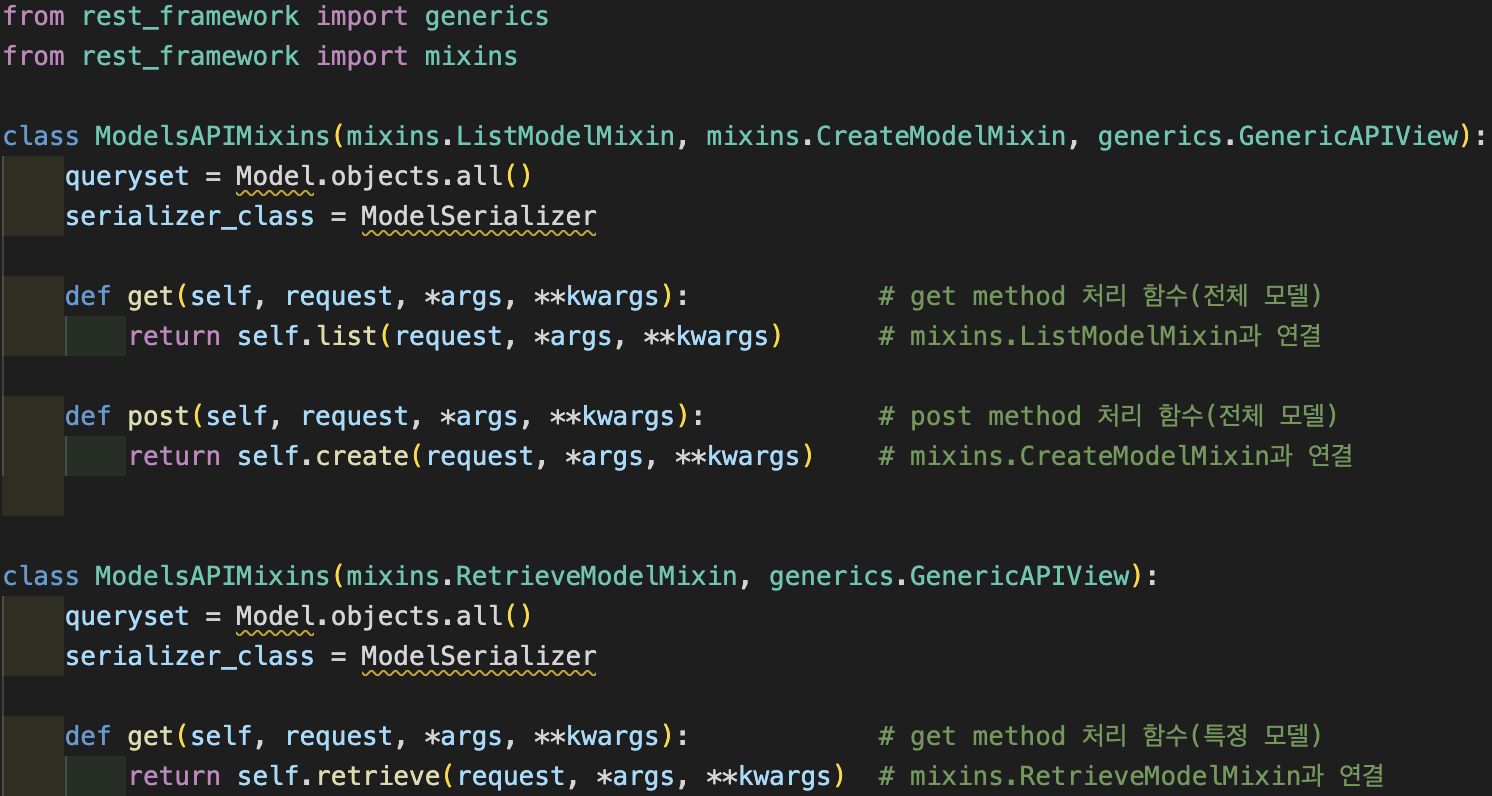 from rest_framework import generics
from rest_framework import mixins
class ModelsAPIMixins(mixins.ListModelMixin, mixins.CreateModelMixin, generics.GenericAPIView):
    queryset = Model.objects.all()
    serializer_class = ModelSerializer
    def get(self, request, *args, **kwargs):            # get method 처리 함수(전체 모델)
        return self.list(request, *args, **kwargs)      # mixins.ListModelMixin과 연결
    def post(self, request, *args, **kwargs):           # post method 처리 함수(전체 모델)
        return self.create(request, *args, **kwargs)    # mixins.CreateModelMixin과 연결
class ModelsAPIMixins(mixins.RetrieveModelMixin, generics.GenericAPIView):
    queryset = Model.objects.all()
    serializer_class = ModelSerializer
    def get(self, request, *args, **kwargs):            # get method 처리 함수(특정 모델)
        return self.retrieve(request, *args, **kwargs)  # mixins.RetrieveModelMixin과 연결